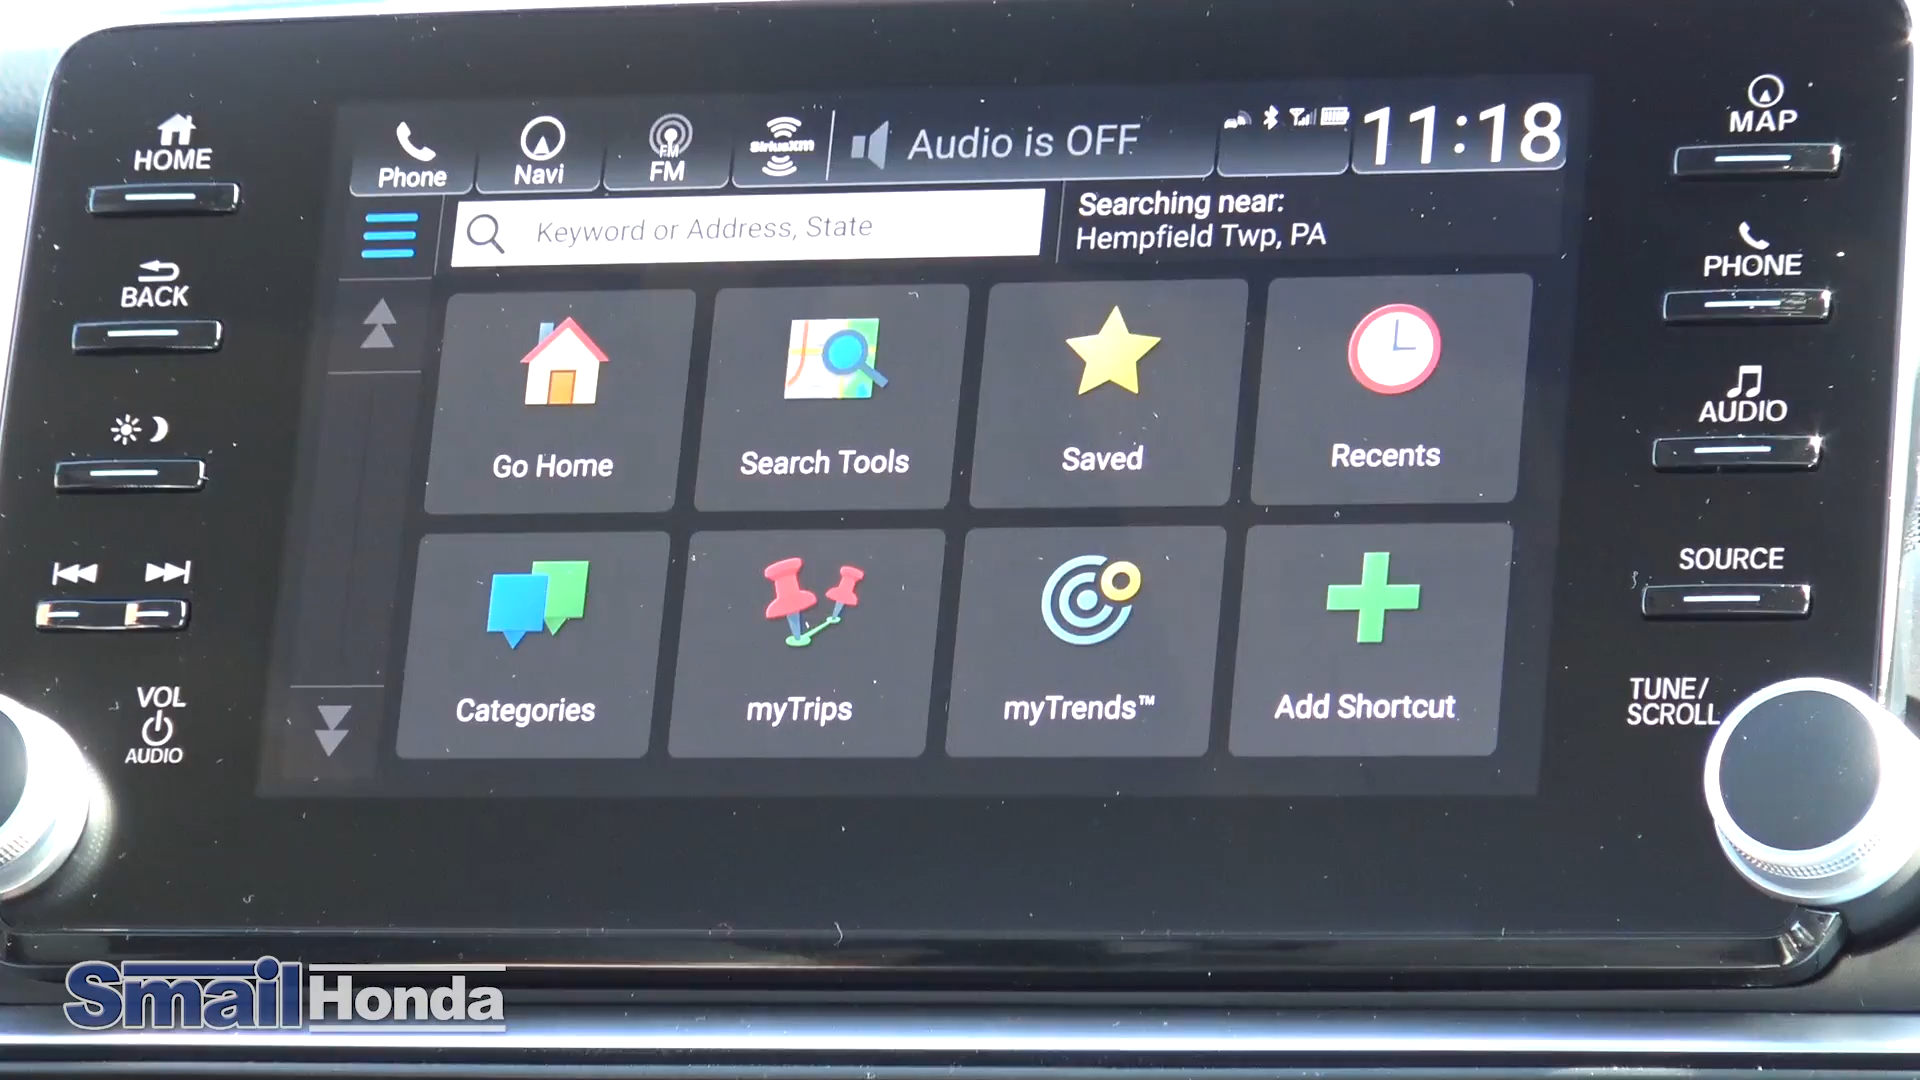 HOME
BACK
VOL
AUDIO
Phone
Navi
FM
FM
SiriusXM
Audio is OFF
11:18
Keyword or Address, State
Searching near:
Hempfield Twp, PA
Go Home
Search Tools
Saved
Recents
Categories
myTrips
myTrends™
Add Shortcut
MAP
PHONE
AUDIO
SOURCE
TUNE/
SCROLL
Smail Honda